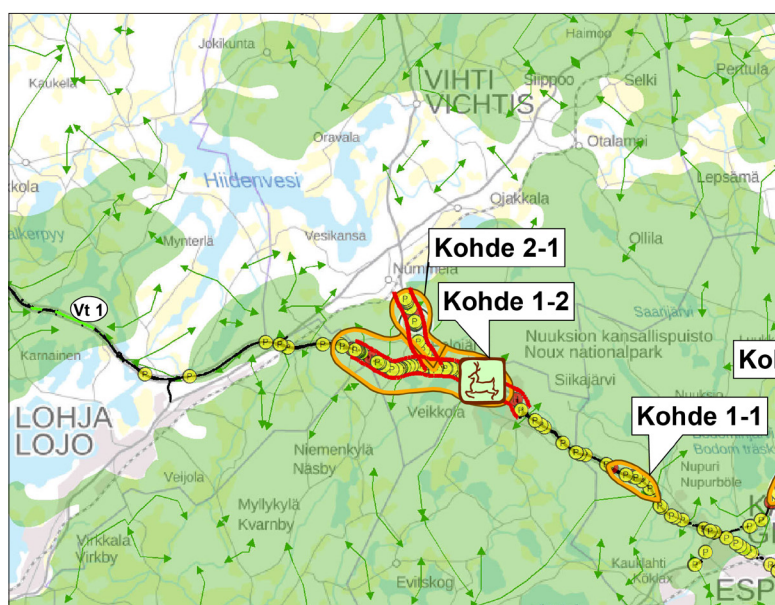 Haimoo
Jokikunta
Perttula
VIHTI
VICHTIS
Siippoo
Selki
Kaukela
Oravala
Otalampi
Hiidenvesi
Lepsämä
Ojakkala
Mynterlä
Vesikansa
Ollila
Kohde 2-1
Nummela
Kohde 1-2
Vt 1
Saarijärvi
Nuuksion kansallispuisto
Noux nationalpark
Karnainen
Siikajärvi
Nuuksio
Kohde 1-1
LOHJA
LOJO
Veikkola
Niemenkylä
Näsby
Nupuri
Nupurböle
Veijola
Myllykylä
Kvarnby
Virkkala
Virkby
Kauklahti
Köklax
Evitskog